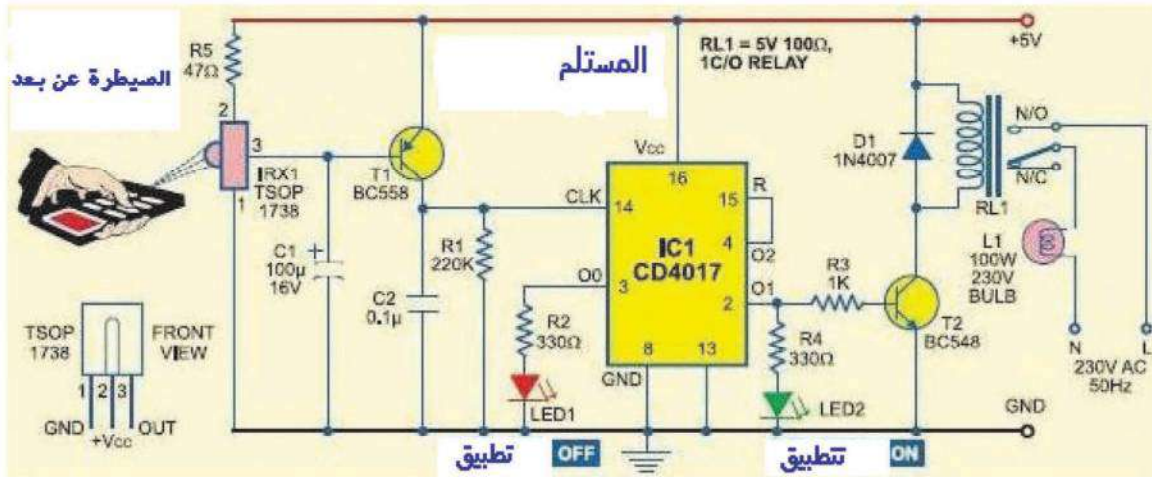 السيطرة عن بعد
المستلم
R5
47Ω
2
3
1
IRX1
TSOP
1738
T1
BC558
C1
100μ
16V
+
R1
220K
C2
0.1μ
CLK
14
Vcc
16
IC1
CD4017
15
R
4
O2
O0
3
2
O1
8
13
GND
R2
330Ω
LED1
R3
1K
R4
330Ω
LED2
T2
BC548
D1
1N4007
RL1 = 5V 100Ω,
1C/O RELAY
+5V
N/O
N/C
RL1
L1
100W
230V
BULB
N
L
230V AC
50Hz
GND
TSOP
1738
FRONT
VIEW
1 2 3
GND
+Vcc
OUT
تطبيق
OFF
تتطبيق
ON